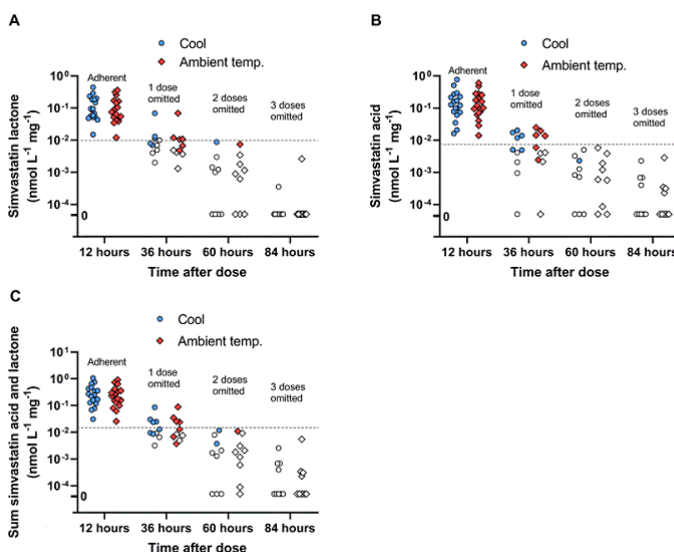 A
Cool
Ambient temp.
Simvastatin lactone
(nmol L⁻¹ mg⁻¹)
10⁰
10⁻¹
10⁻²
10⁻³
10⁻⁴
0
Adherent
1 dose
omitted
2 doses
omitted
3 doses
omitted
12 hours 36 hours 60 hours 84 hours
Time after dose
B
Cool
Ambient temp.
Simvastatin acid
(nmol L⁻¹ mg⁻¹)
10⁰
10⁻¹
10⁻²
10⁻³
10⁻⁴
0
Adherent
1 dose
omitted
2 doses
omitted
3 doses
omitted
12 hours 36 hours 60 hours 84 hours
Time after dose
C
Cool
Ambient temp.
Sum simvastatin acid and lactone
(nmol L⁻¹ mg⁻¹)
10¹
10⁰
10⁻¹
10⁻²
10⁻³
10⁻⁴
0
Adherent
1 dose
omitted
2 doses
omitted
3 doses
omitted
12 hours 36 hours 60 hours 84 hours
Time after dose